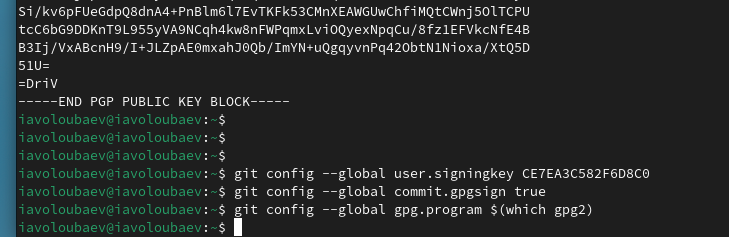 Si/kv6pFUeGdpQ8dnA4+PnBlm6l7EvTKFk53CMnXEAWGUwChfiMQtCWnj5OlTCPU
tcC6bG9DDKnT9L955yVA9NCqh4kw8nFWPqmxLviOQyexNpqCu/8fz1EFVkcNfE4B
B3Ij/VxABcnH9/I+JLZpAE0mxahJ0Qb/ImYN+uQgqyvnPq42ObtN1Nioxa/XtQ5D
51U=
=DriV
-----END PGP PUBLIC KEY BLOCK-----
iavoloubaev@iavoloubaev:~$
iavoloubaev@iavoloubaev:~$
iavoloubaev@iavoloubaev:~$
iavoloubaev@iavoloubaev:~$ git config --global user.signingkey CE7EA3C582F6D8C0
iavoloubaev@iavoloubaev:~$ git config --global commit.gpgsign true
iavoloubaev@iavoloubaev:~$ git config --global gpg.program $(which gpg2)
iavoloubaev@iavoloubaev:~$